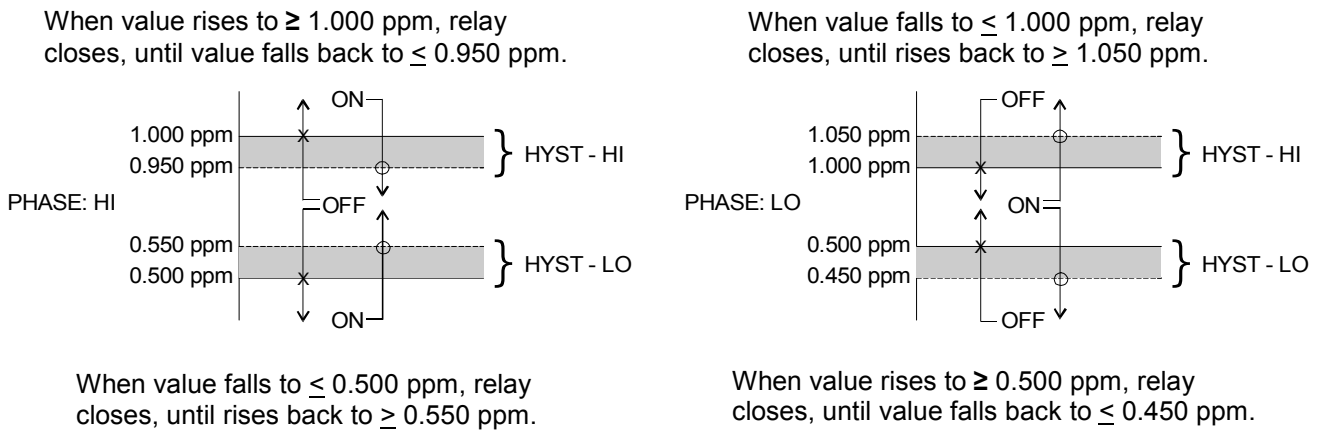 When value rises to ≥ 1.000 ppm, relay
closes, until value falls back to ≤ 0.950 ppm.
ON
1.000 ppm
0.950 ppm
HYST - HI
PHASE: HI
OFF
0.550 ppm
0.500 ppm
HYST - LO
ON
When value falls to ≤ 0.500 ppm, relay
closes, until rises back to ≥ 0.550 ppm.
When value falls to ≤ 1.000 ppm, relay
closes, until rises back to ≥ 1.050 ppm.
OFF
1.050 ppm
1.000 ppm
HYST - HI
PHASE: LO
ON
0.500 ppm
0.450 ppm
HYST - LO
OFF
When value rises to ≥ 0.500 ppm, relay
closes, until value falls back to ≤ 0.450 ppm.